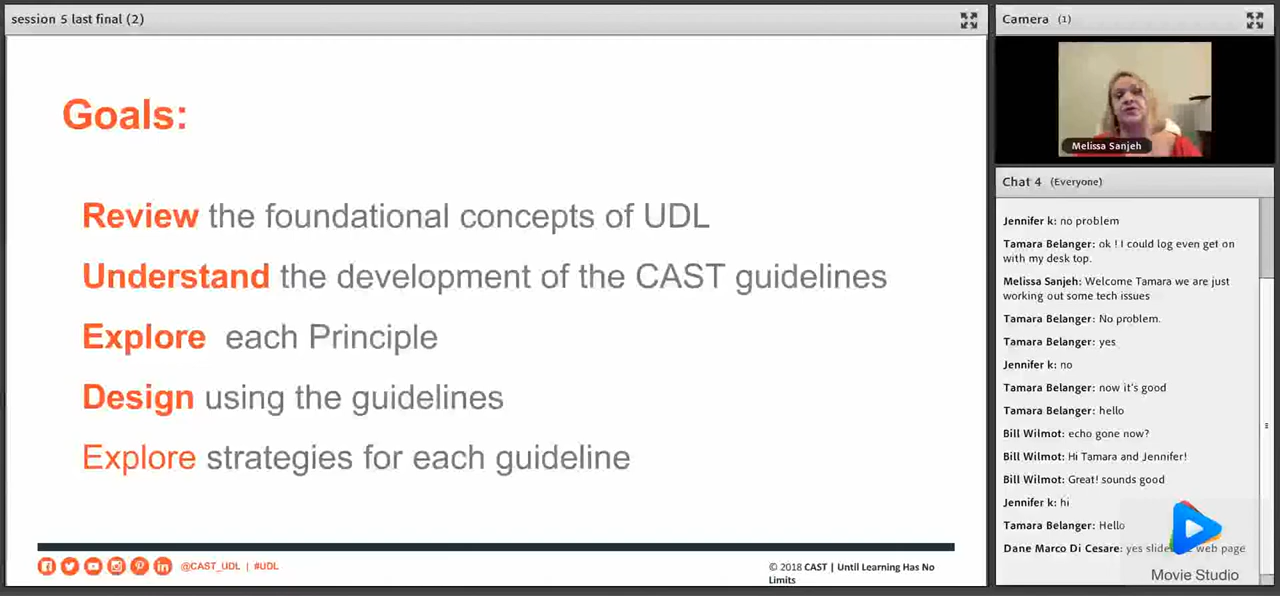 session 5 last final (2)
Goals:
Review the foundational concepts of UDL
Understand the development of the CAST guidelines
Explore each Principle
Design using the guidelines
Explore strategies for each guideline
@CAST_UDL | #UDL
© 2018 CAST | Until Learning Has No
Limits
Camera (1)
Melissa Sanjeh
Chat 4 (Everyone)
Jennifer k: no problem
Tamara Belanger: ok ! I could log even get on
with my desk top.
Melissa Sanjeh: Welcome Tamara we are just
working out some tech issues
Tamara Belanger: No problem.
Tamara Belanger: yes
Jennifer k: no
Tamara Belanger: now it's good
Tamara Belanger: hello
Bill Wilmot: echo gone now?
Bill Wilmot: Hi Tamara and Jennifer!
Bill Wilmot: Great! sounds good
Jennifer k: hi
Tamara Belanger: Hello
Dane Marco Di Cesare: yes slide web page
Movie Studio